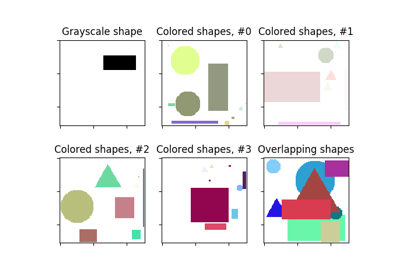 Grayscale shape
Colored shapes, #0
Colored shapes, #1
Colored shapes, #2
Colored shapes, #3
Overlapping shapes